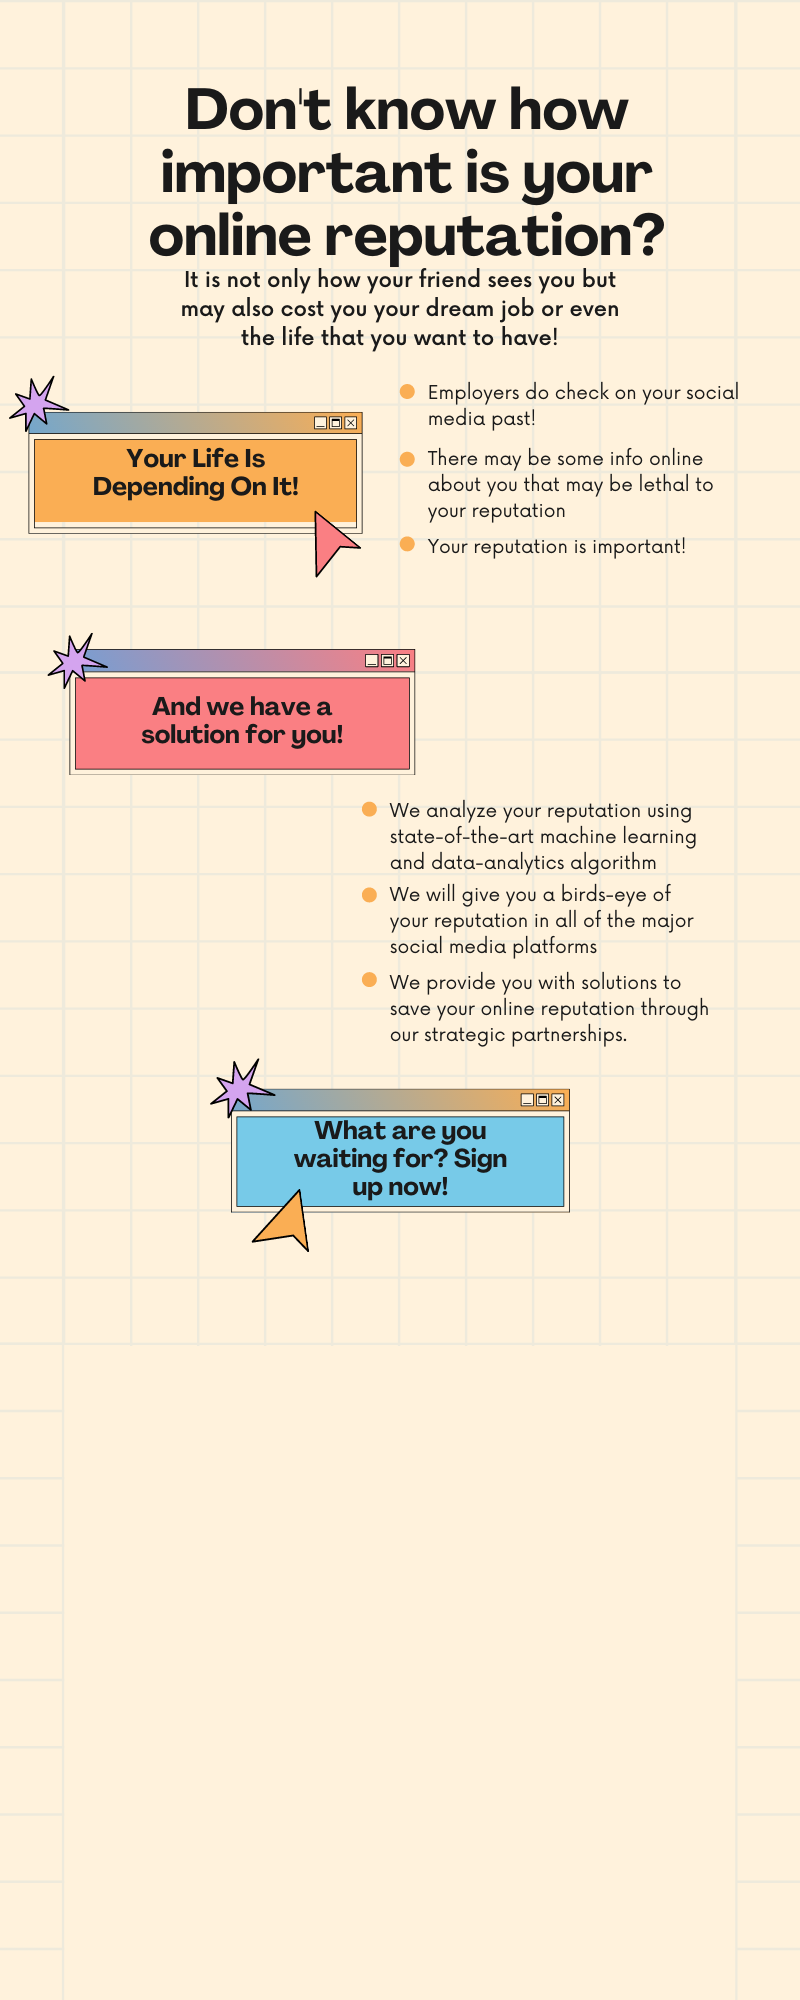 Don't know how
important is your
online reputation?
It is not only how your friend sees you but
may also cost you your dream job or even
the life that you want to have!
Your Life Is
Depending On It!
Employers do check on your social
media past!
There may be some info online
about you that may be lethal to
your reputation
Your reputation is important!
And we have a
solution for you!
We analyze your reputation using
state-of-the-art machine learning
and data-analytics algorithm
We will give you a birds-eye of
your reputation in all of the major
social media platforms
We provide you with solutions to
save your online reputation through
our strategic partnerships.
What are you
waiting for? Sign
up now!